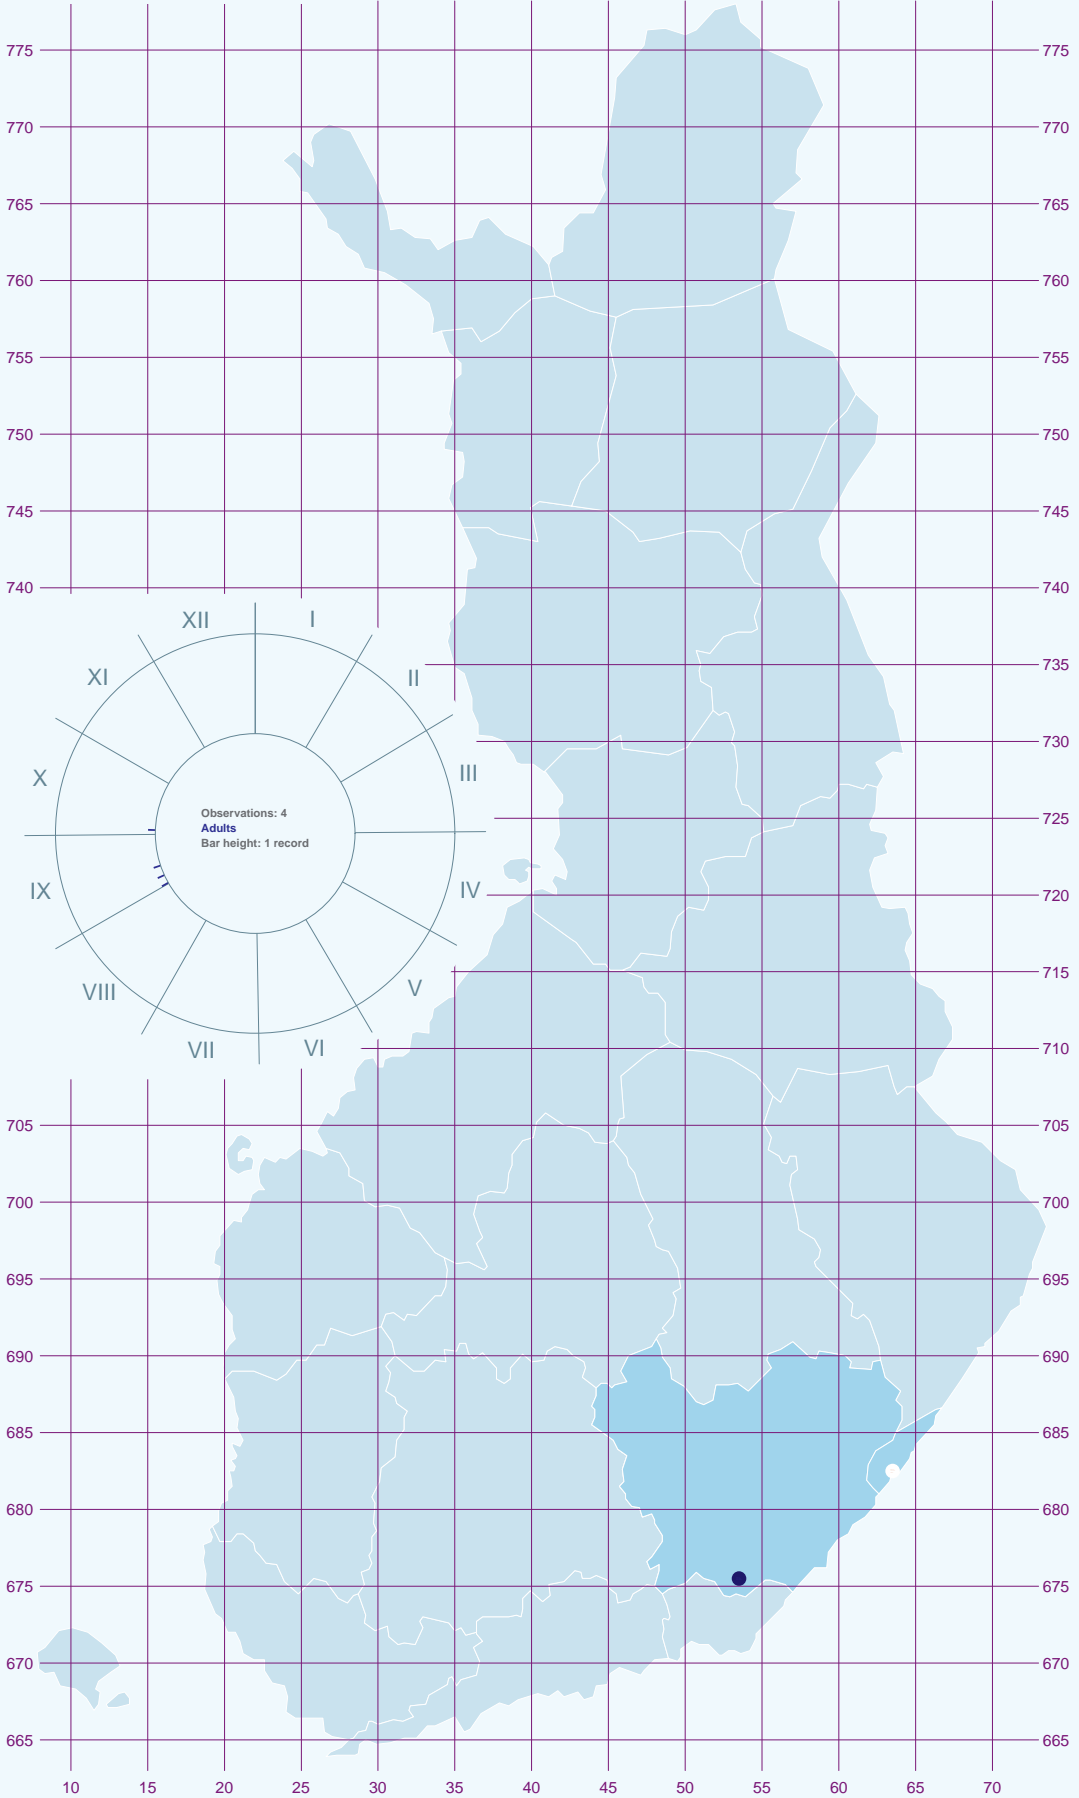 775 775
770 770
765 765
760 760
755 755
750 750
745 745
740 740
XII I
735
XI II
730
X III
725
Observations: 4
Adults
Bar height: 1 record
IX IV
720
715
VIII V
VII VI
710
705 705
700 700
695 695
690 690
685 685
680 680
675 675
670 670
665 665
10 15 20 25 30 35 40 45 50 55 60 65 70